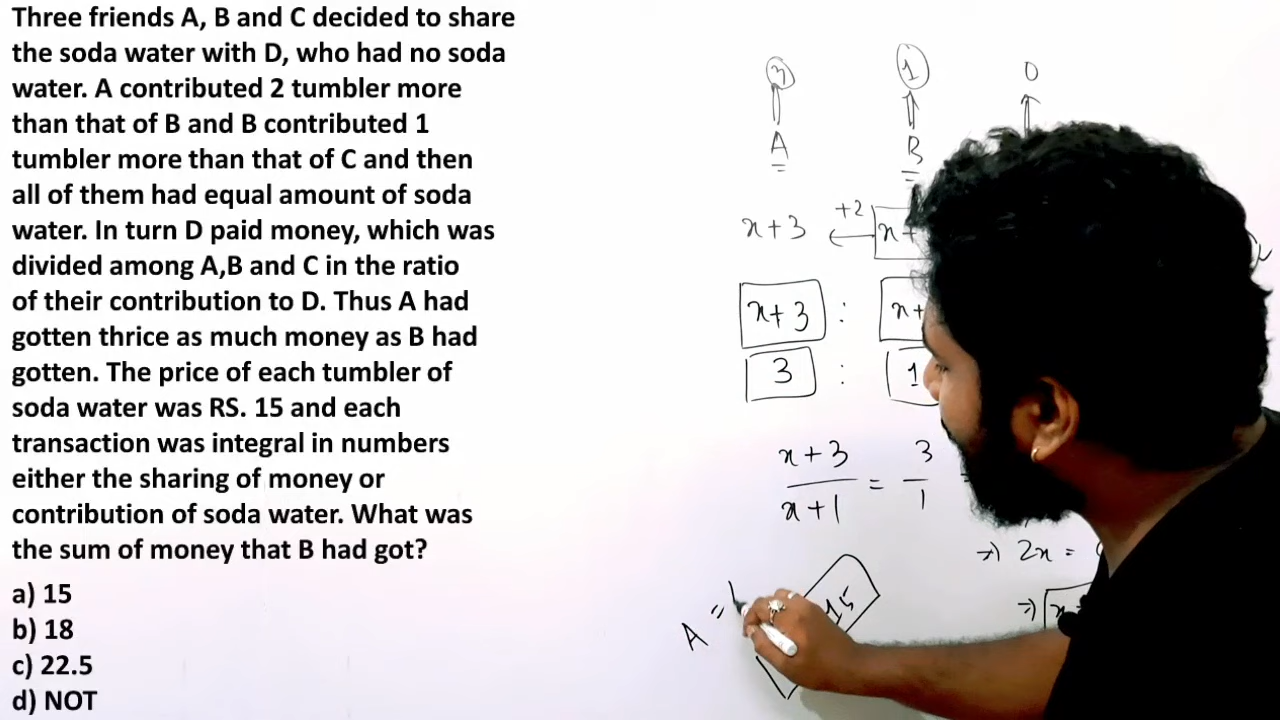 Three friends A, B and C decided to share
the soda water with D, who had no soda
water. A contributed 2 tumbler more
than that of B and B contributed 1
tumbler more than that of C and then
all of them had equal amount of soda
water. In turn D paid money, which was
divided among A,B and C in the ratio
of their contribution to D. Thus A had
gotten thrice as much money as B had
gotten. The price of each tumbler of
soda water was RS. 15 and each
transaction was integral in numbers
either the sharing of money or
contribution of soda water. What was
the sum of money that B had got?
a) 15
b) 18
c) 22.5
d) NOT
3 1 0
A B
x+3 +2
x+3 :
3 : 1
x+3 / x+1 = 3 / 1
⇒ 2x =
A = 15